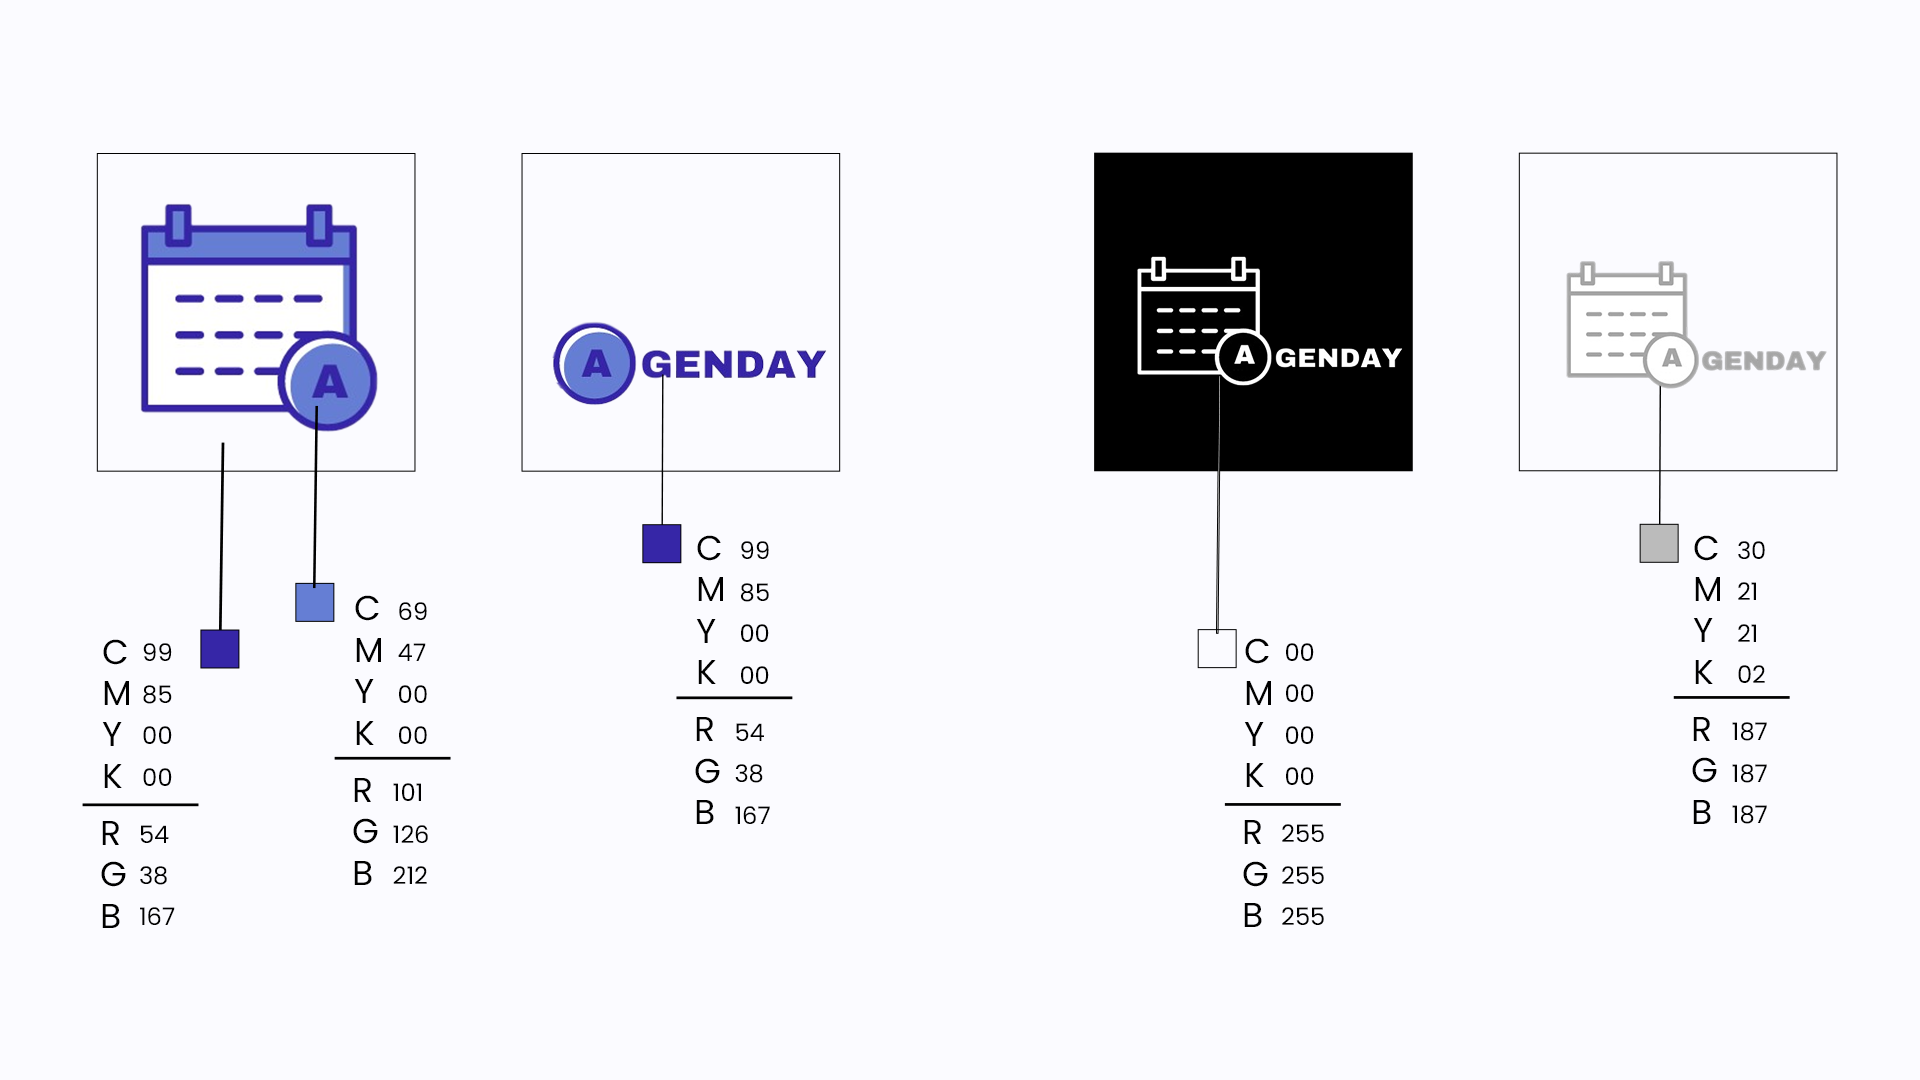 A
A GENDAY
A GENDAY
A GENDAY
C 99
M 85
Y 00
K 00
R 54
G 38
B 167
C 69
M 47
Y 00
K 00
R 101
G 126
B 212
C 99
M 85
Y 00
K 00
R 54
G 38
B 167
C 00
M 00
Y 00
K 00
R 255
G 255
B 255
C 30
M 21
Y 21
K 02
R 187
G 187
B 187